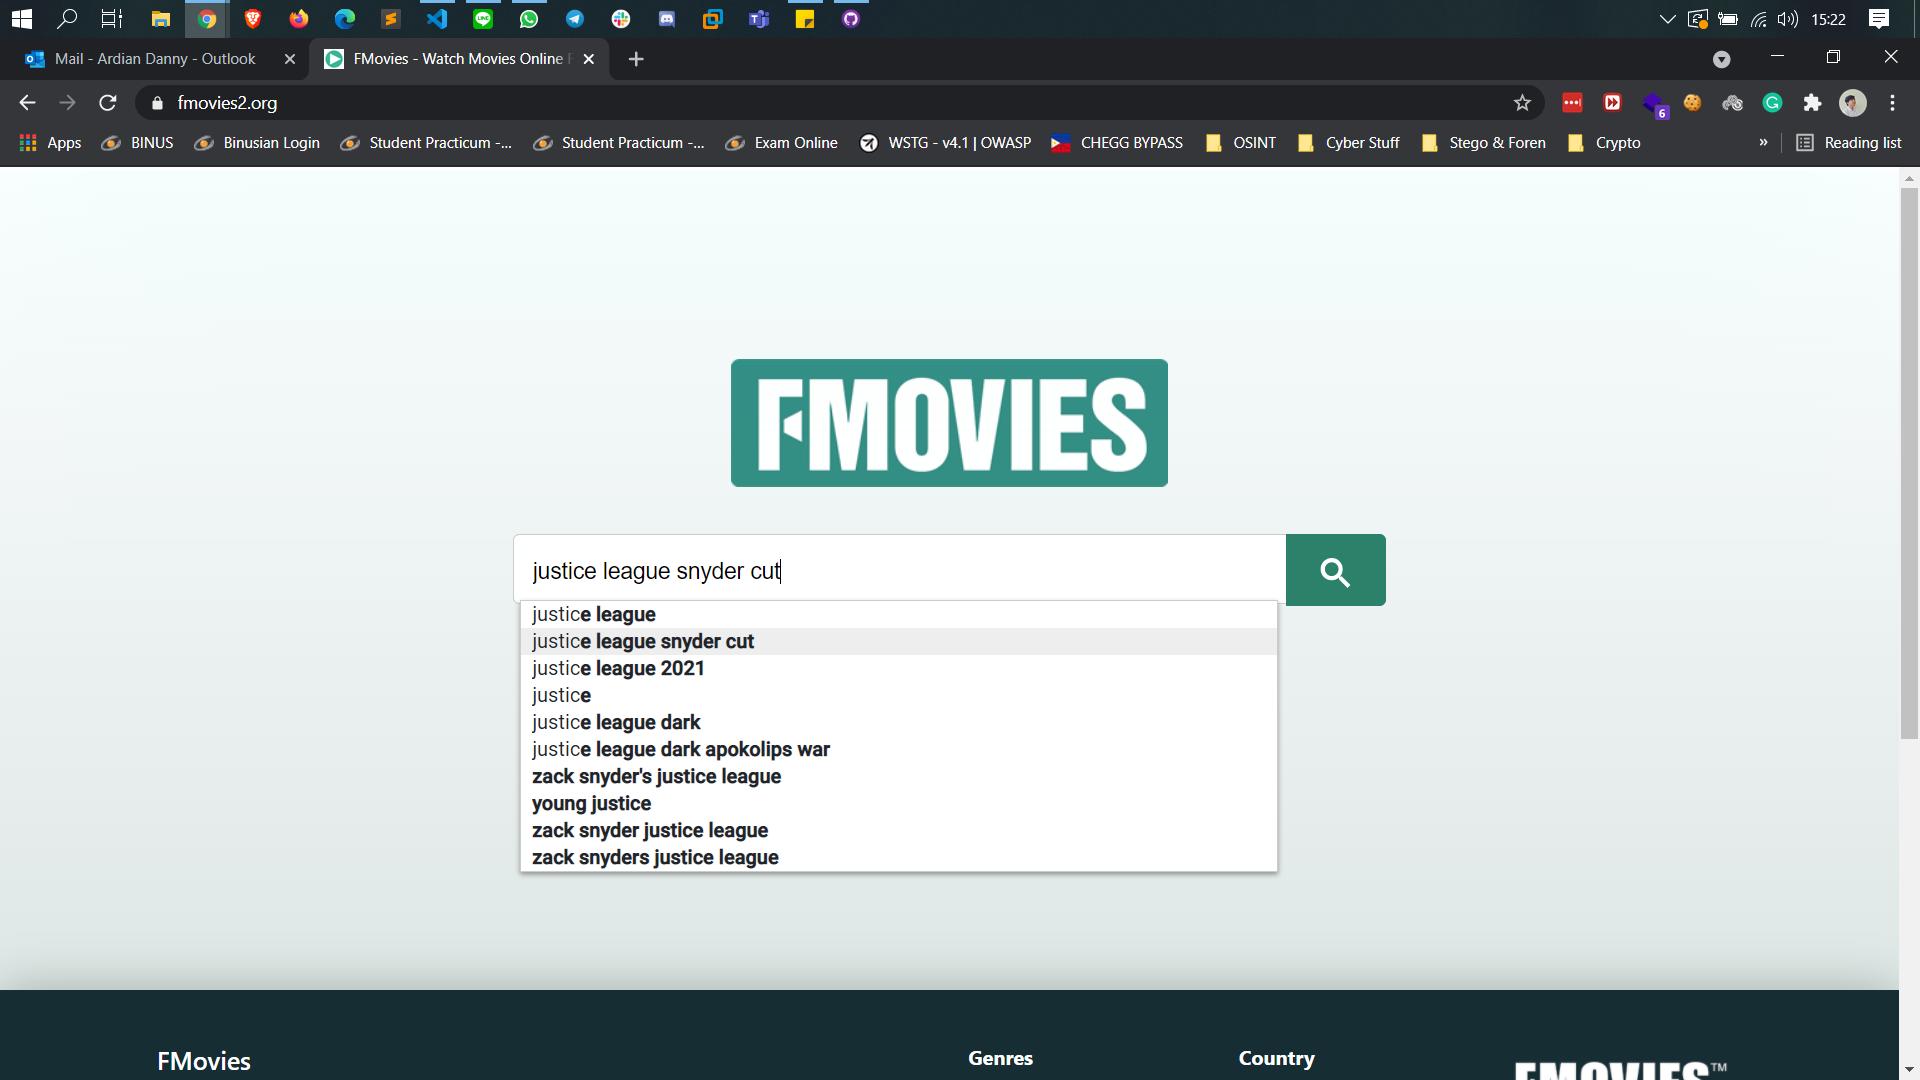 15:22
Mail - Ardian Danny - Outlook
FMovies - Watch Movies Online
fmovies2.org
6
Apps
BINUS
Binusian Login
Student Practicum -...
Student Practicum -...
Exam Online
WSTG - v4.1 | OWASP
CHEGG BYPASS
OSINT
Cyber Stuff
Stego & Foren
Crypto
»
Reading list
FMOVIES
justice league snyder cut
justice league
justice league snyder cut
justice league 2021
justice
justice league dark
justice league dark apokolips war
zack snyder's justice league
young justice
zack snyder justice league
zack snyders justice league
FMovies
Genres
Country
FMOVIES™